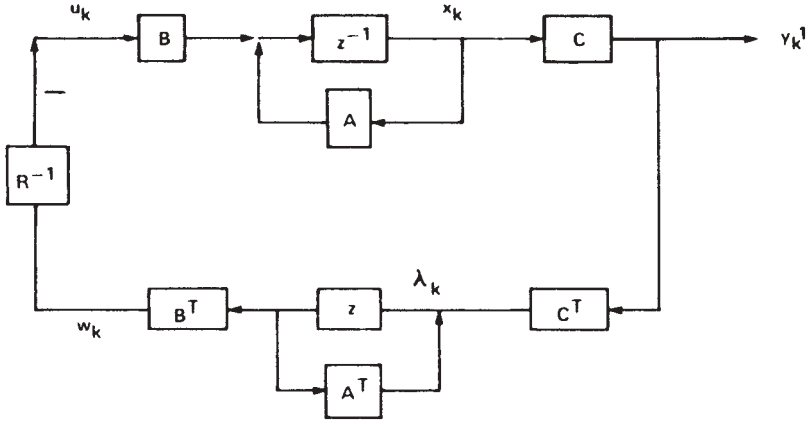 u_k
B
z^{-1}
x_k
C
Y_k^1
A
—
R^{-1}
λ_k
w_k
B^T
z
C^T
A^T